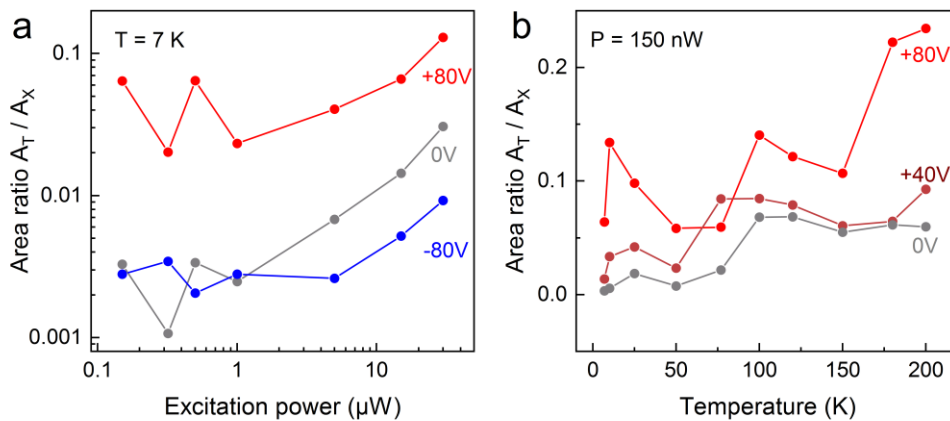 a
T = 7 K
+80V
0V
-80V
0.1
0.01
0.001
Area ratio A_T / A_X
0.1
1
10
Excitation power (µW)
b
P = 150 nW
+80V
+40V
0V
0.2
0.1
0.0
Area ratio A_T / A_X
0
50
100
150
200
Temperature (K)